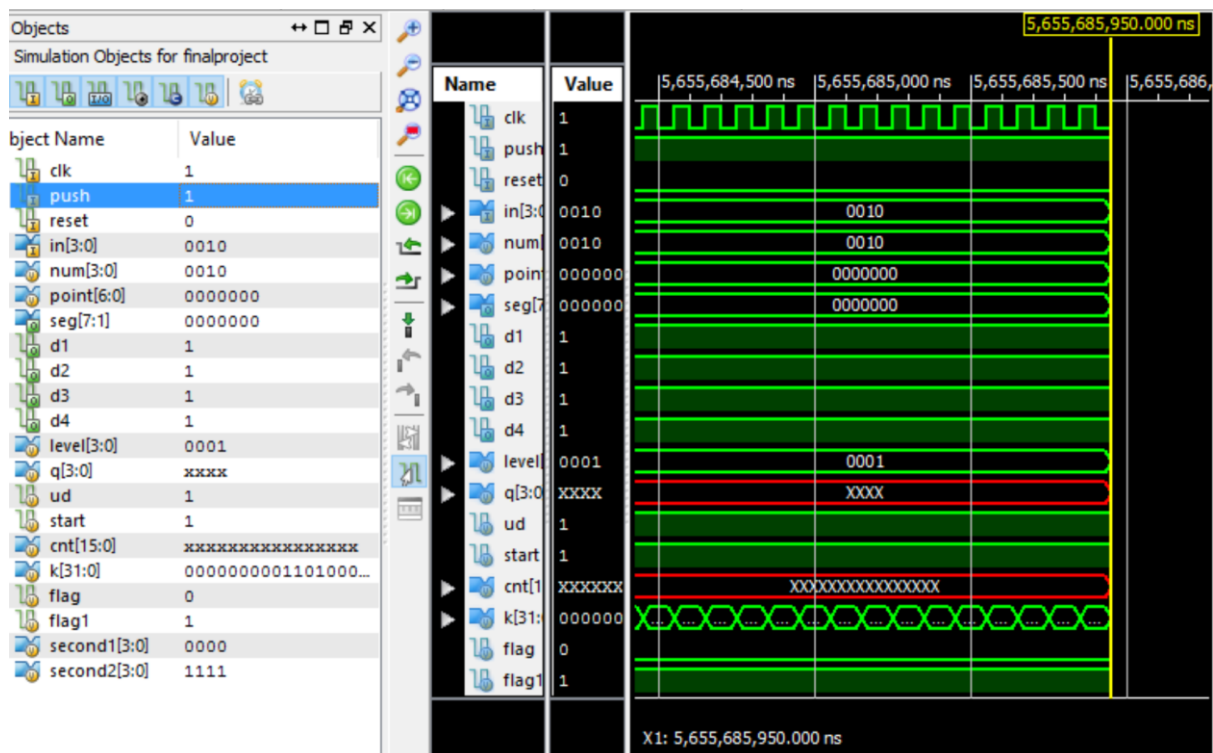 Objects
Simulation Objects for finalproject
bject Name Value
clk 1
push 1
reset 0
in[3:0] 0010
num[3:0] 0010
point[6:0] 0000000
seg[7:1] 0000000
d1 1
d2 1
d3 1
d4 1
level[3:0] 0001
q[3:0] xxxx
ud 1
start 1
cnt[15:0] xxxxxxxxxxxxxxxx
k[31:0] 0000000001101000...
flag 0
flag1 1
second1[3:0] 0000
second2[3:0] 1111
5,655,685,950.000 ns
Name Value
5,655,684,500 ns 5,655,685,000 ns 5,655,685,500 ns 5,655,686,
clk 1
push 1
reset 0
in[3:0 0010 0010
num[ 0010 0010
point 000000 0000000
seg[7 000000 0000000
d1 1
d2 1
d3 1
d4 1
level[ 0001 0001
q[3:0 XXXX XXXX
ud 1
start 1
cnt[1 XXXXXX XXXXXXXXXXXXXXXX
k[31: 000000 ... ... ... ... ... ... ... ... ...
flag 0
flag1 1
X1: 5,655,685,950.000 ns